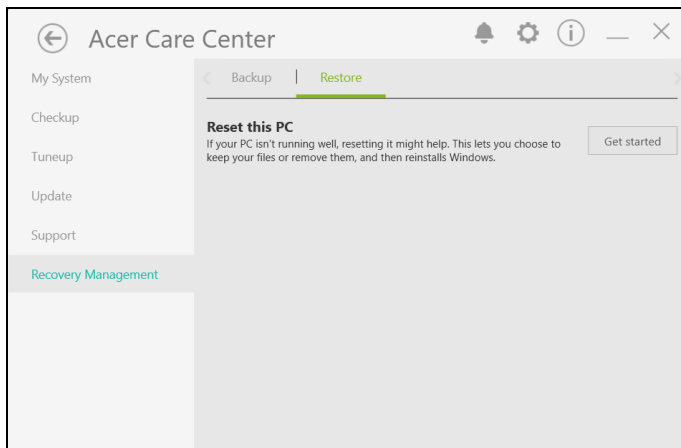 Acer Care Center
My System
Checkup
Tuneup
Update
Support
Recovery Management
Backup
Restore
Reset this PC
If your PC isn't running well, resetting it might help. This lets you choose to
keep your files or remove them, and then reinstalls Windows.
Get started